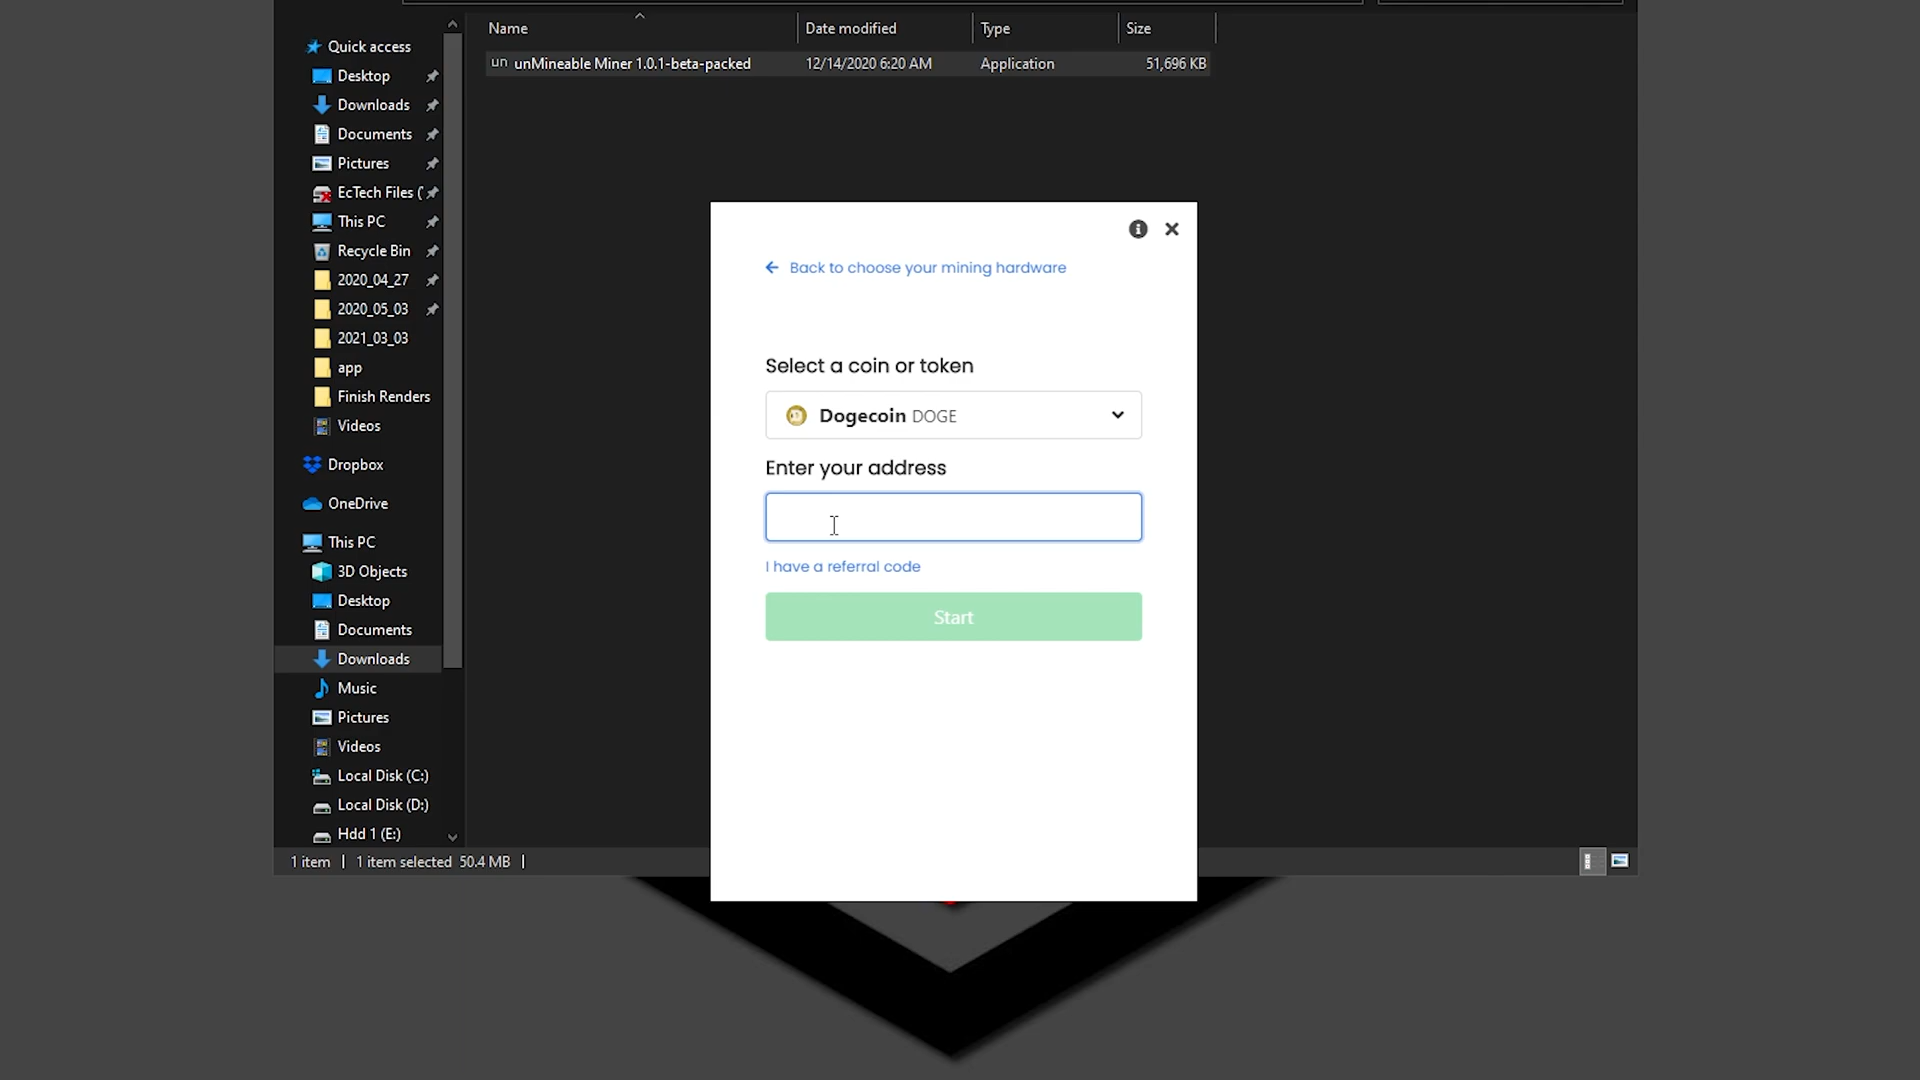 Name Date modified Type Size
un unMineable Miner 1.0.1-beta-packed 12/14/2020 6:20 AM Application 51,696 KB
Quick access
Desktop
Downloads
Documents
Pictures
EcTech Files (
This PC
Recycle Bin
2020_04_27
2020_05_03
2021_03_03
app
Finish Renders
Videos
Dropbox
OneDrive
This PC
3D Objects
Desktop
Documents
Downloads
Music
Pictures
Videos
Local Disk (C:)
Local Disk (D:)
Hdd 1 (E:)
1 item 1 item selected 50.4 MB
Back to choose your mining hardware
Select a coin or token
Dogecoin DOGE
Enter your address
I have a referral code
Start